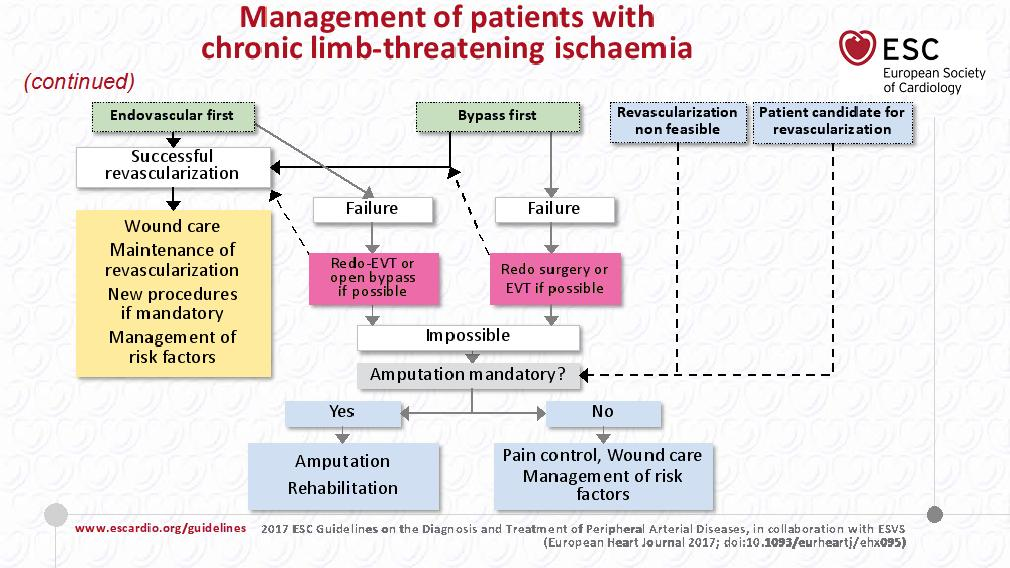 Management of patients with
chronic limb-threatening ischaemia
(continued)
ESC
European Society
of Cardiology
Endovascular first
Bypass first
Revascularization
non feasible
Patient candidate for
revascularization
Successful
revascularization
Failure
Failure
Wound care
Maintenance of
revascularization
New procedures
if mandatory
Management of
risk factors
Redo-EVT or
open bypass
if possible
Redo surgery or
EVT if possible
Impossible
Amputation mandatory?
Yes
No
Amputation
Rehabilitation
Pain control, Wound care
Management of risk
factors
www.escardio.org/guidelines
2017 ESC Guidelines on the Diagnosis and Treatment of Peripheral Arterial Diseases, in collaboration with ESVS
(European Heart Journal 2017; doi:10.1093/eurheartj/ehx095)